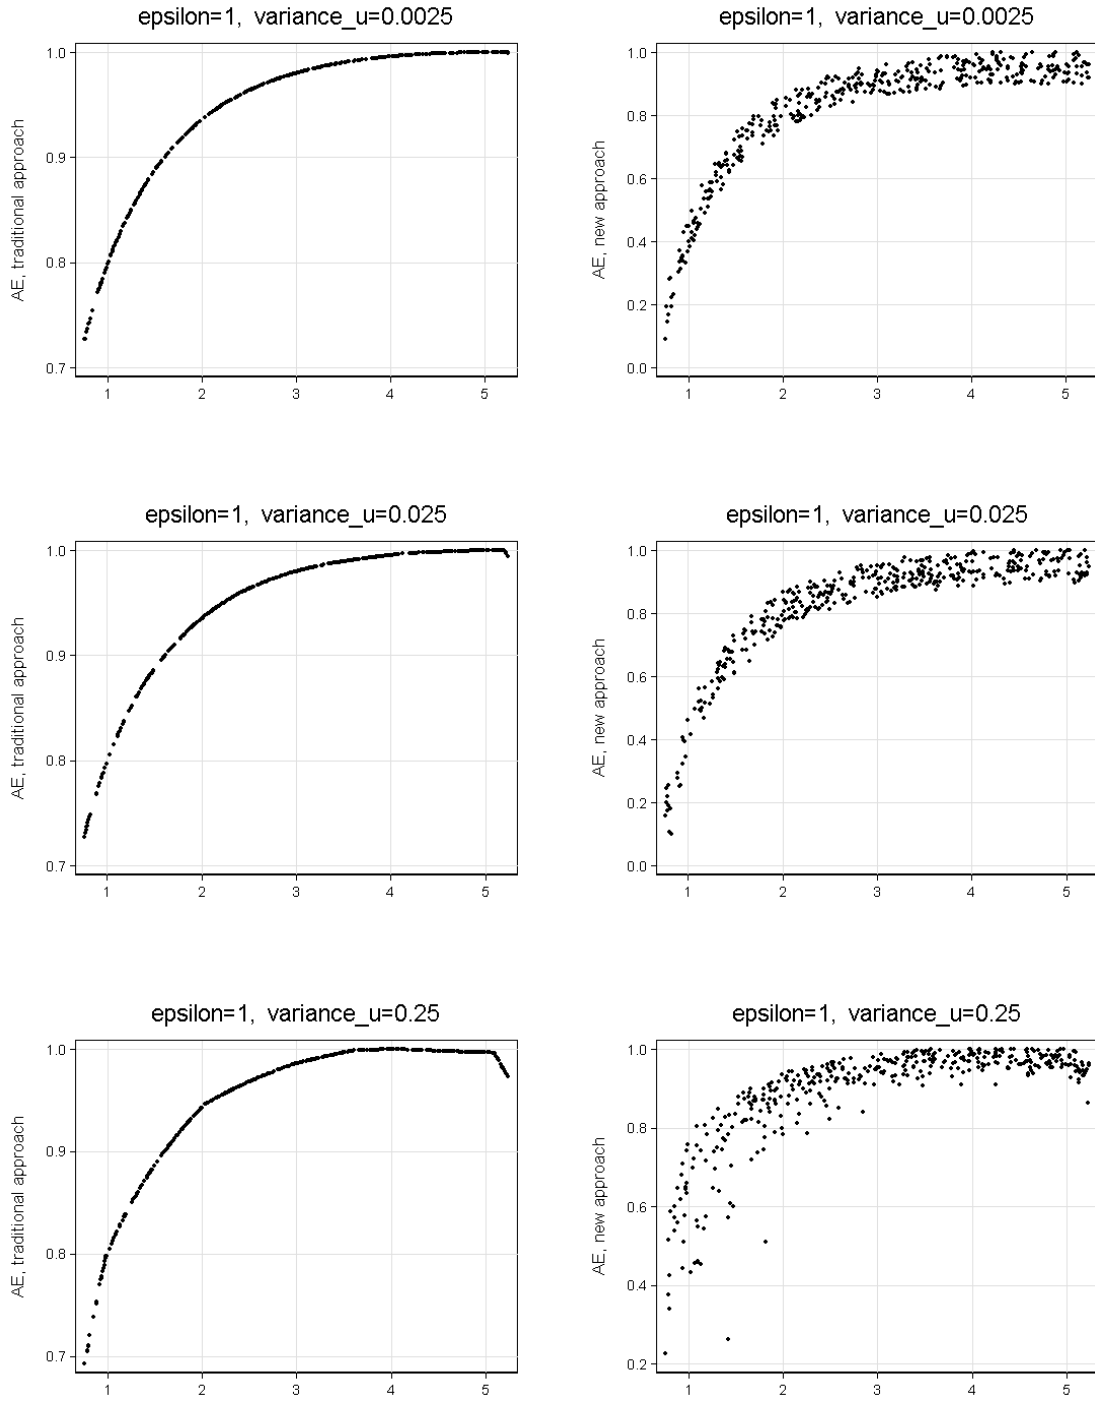 epsilon=1, variance_u=0.0025
AE, traditional approach
1.0
0.9
0.8
0.7
1 2 3 4 5
epsilon=1, variance_u=0.0025
AE, new approach
1.0
0.8
0.6
0.4
0.2
0.0
1 2 3 4 5
epsilon=1, variance_u=0.025
AE, traditional approach
1.0
0.9
0.8
0.7
1 2 3 4 5
epsilon=1, variance_u=0.025
AE, new approach
1.0
0.8
0.6
0.4
0.2
0.0
1 2 3 4 5
epsilon=1, variance_u=0.25
AE, traditional approach
1.0
0.9
0.8
0.7
1 2 3 4 5
epsilon=1, variance_u=0.25
AE, new approach
1.0
0.8
0.6
0.4
0.2
1 2 3 4 5